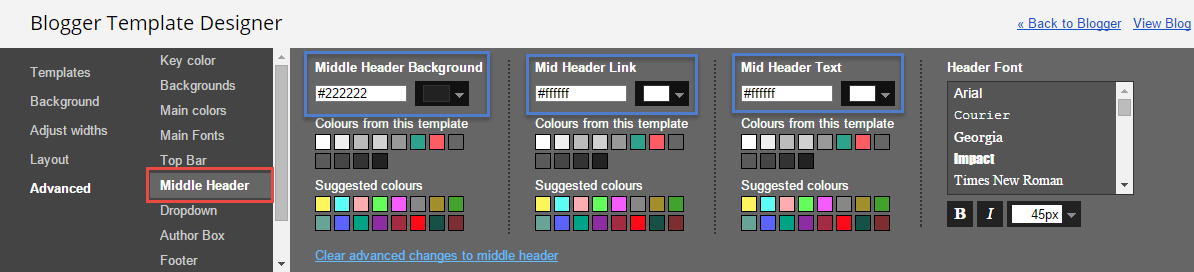 Blogger Template Designer
« Back to Blogger
View Blog
Templates
Background
Adjust widths
Layout
Advanced
Key color
Backgrounds
Main colors
Main Fonts
Top Bar
Middle Header
Dropdown
Author Box
Footer
Middle Header Background
#222222
Colours from this template
Suggested colours
Mid Header Link
#ffffff
Colours from this template
Suggested colours
Mid Header Text
#ffffff
Colours from this template
Suggested colours
Header Font
Arial
Courier
Georgia
Impact
Times New Roman
B I 45px
Clear advanced changes to middle header